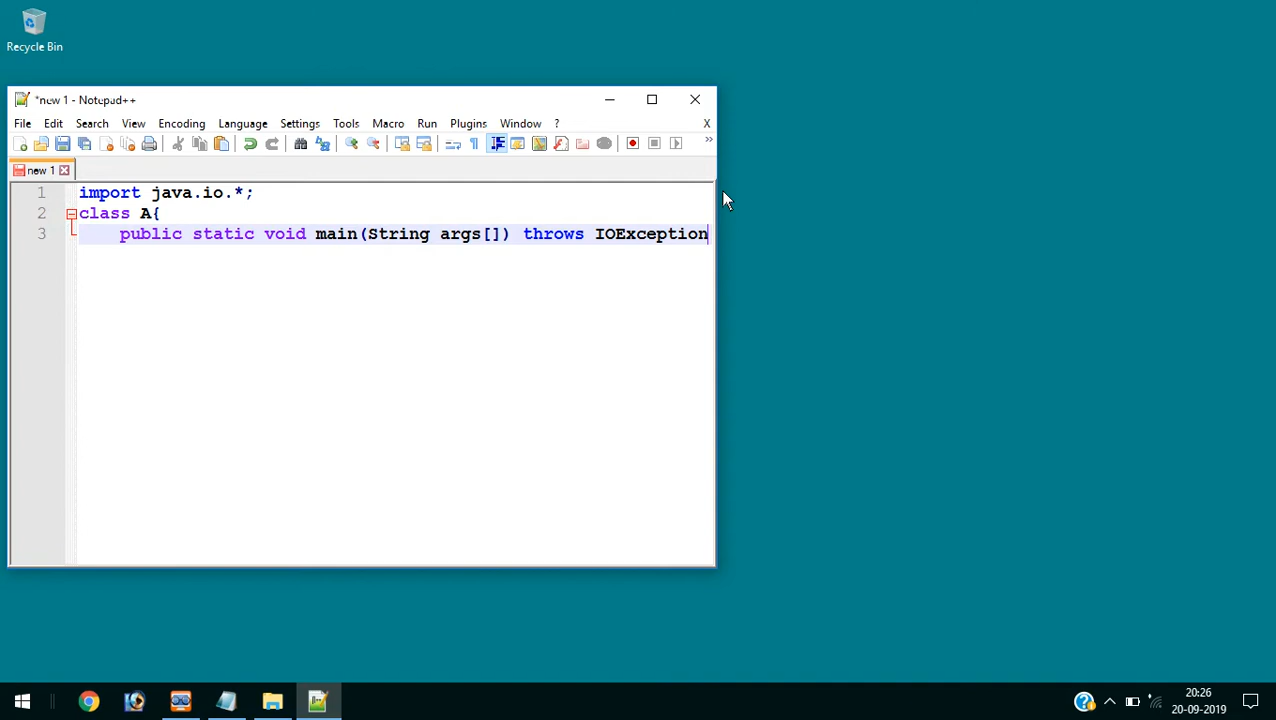 Recycle Bin
*new 1 - Notepad++
File Edit Search View Encoding Language Settings Tools Macro Run Plugins Window ? X
new 1
1 import java.io.*;
2 class A{
3 public static void main(String args[]) throws IOException
20:26
20-09-2019